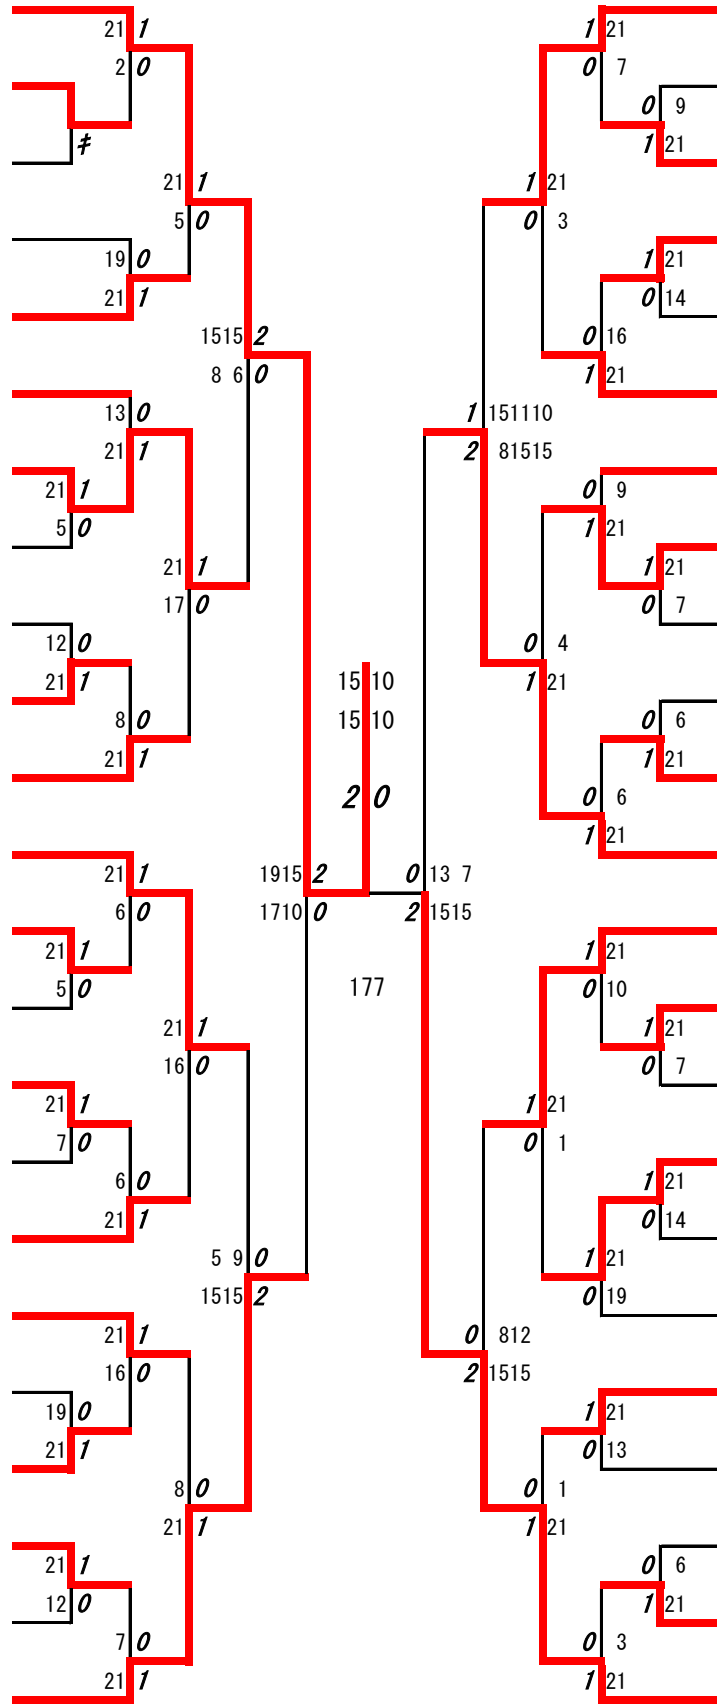 21 1 1 21
2 0 0 7
0 9
≠ 1 21
21 1 1 21
5 0 0 3
19 0 1 21
21 1 0 14
1515 2 0 16
8 6 0 1 21
13 0 1 151110
21 1 2 81515
21 1 0 9
5 0 1 21
21 1 1 21
17 0 0 7
12 0 0 4
21 1 15 10 1 21
8 0 15 10 0 6
21 1 1 21
2 0 0 6
1 21
21 1 1915 2 0 13 7
6 0 1710 0 2 1515
21 1 1 21
5 0 177 0 10
21 1 1 21
16 0 0 7
21 1 1 21
7 0 0 1
6 0 1 21
21 1 0 14
5 9 0 1 21
1515 2 0 19
21 1 0 812
16 0 2 1515
19 0 1 21
21 1 0 13
8 0 0 1
21 1 1 21
21 1 0 6
12 0 1 21
7 0 0 3
21 1 1 21